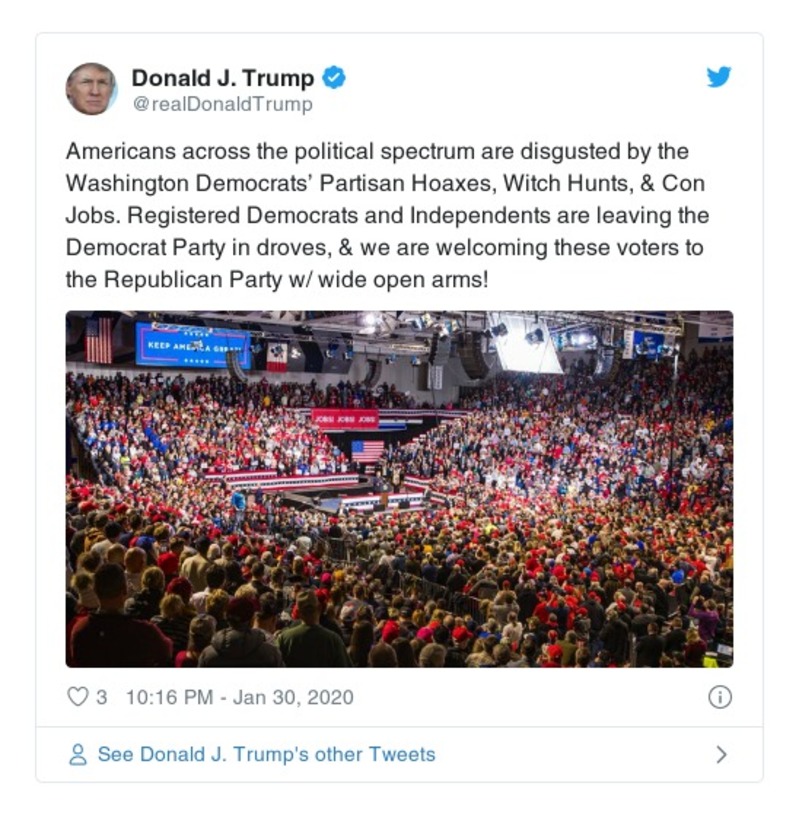 Donald J. Trump
@realDonaldTrump
Americans across the political spectrum are disgusted by the
Washington Democrats’ Partisan Hoaxes, Witch Hunts, & Con
Jobs. Registered Democrats and Independents are leaving the
Democrat Party in droves, & we are welcoming these voters to
the Republican Party w/ wide open arms!
KEEP AMERICA GREAT!
JOBS! JOBS! JOBS!
3 10:16 PM - Jan 30, 2020
See Donald J. Trump's other Tweets